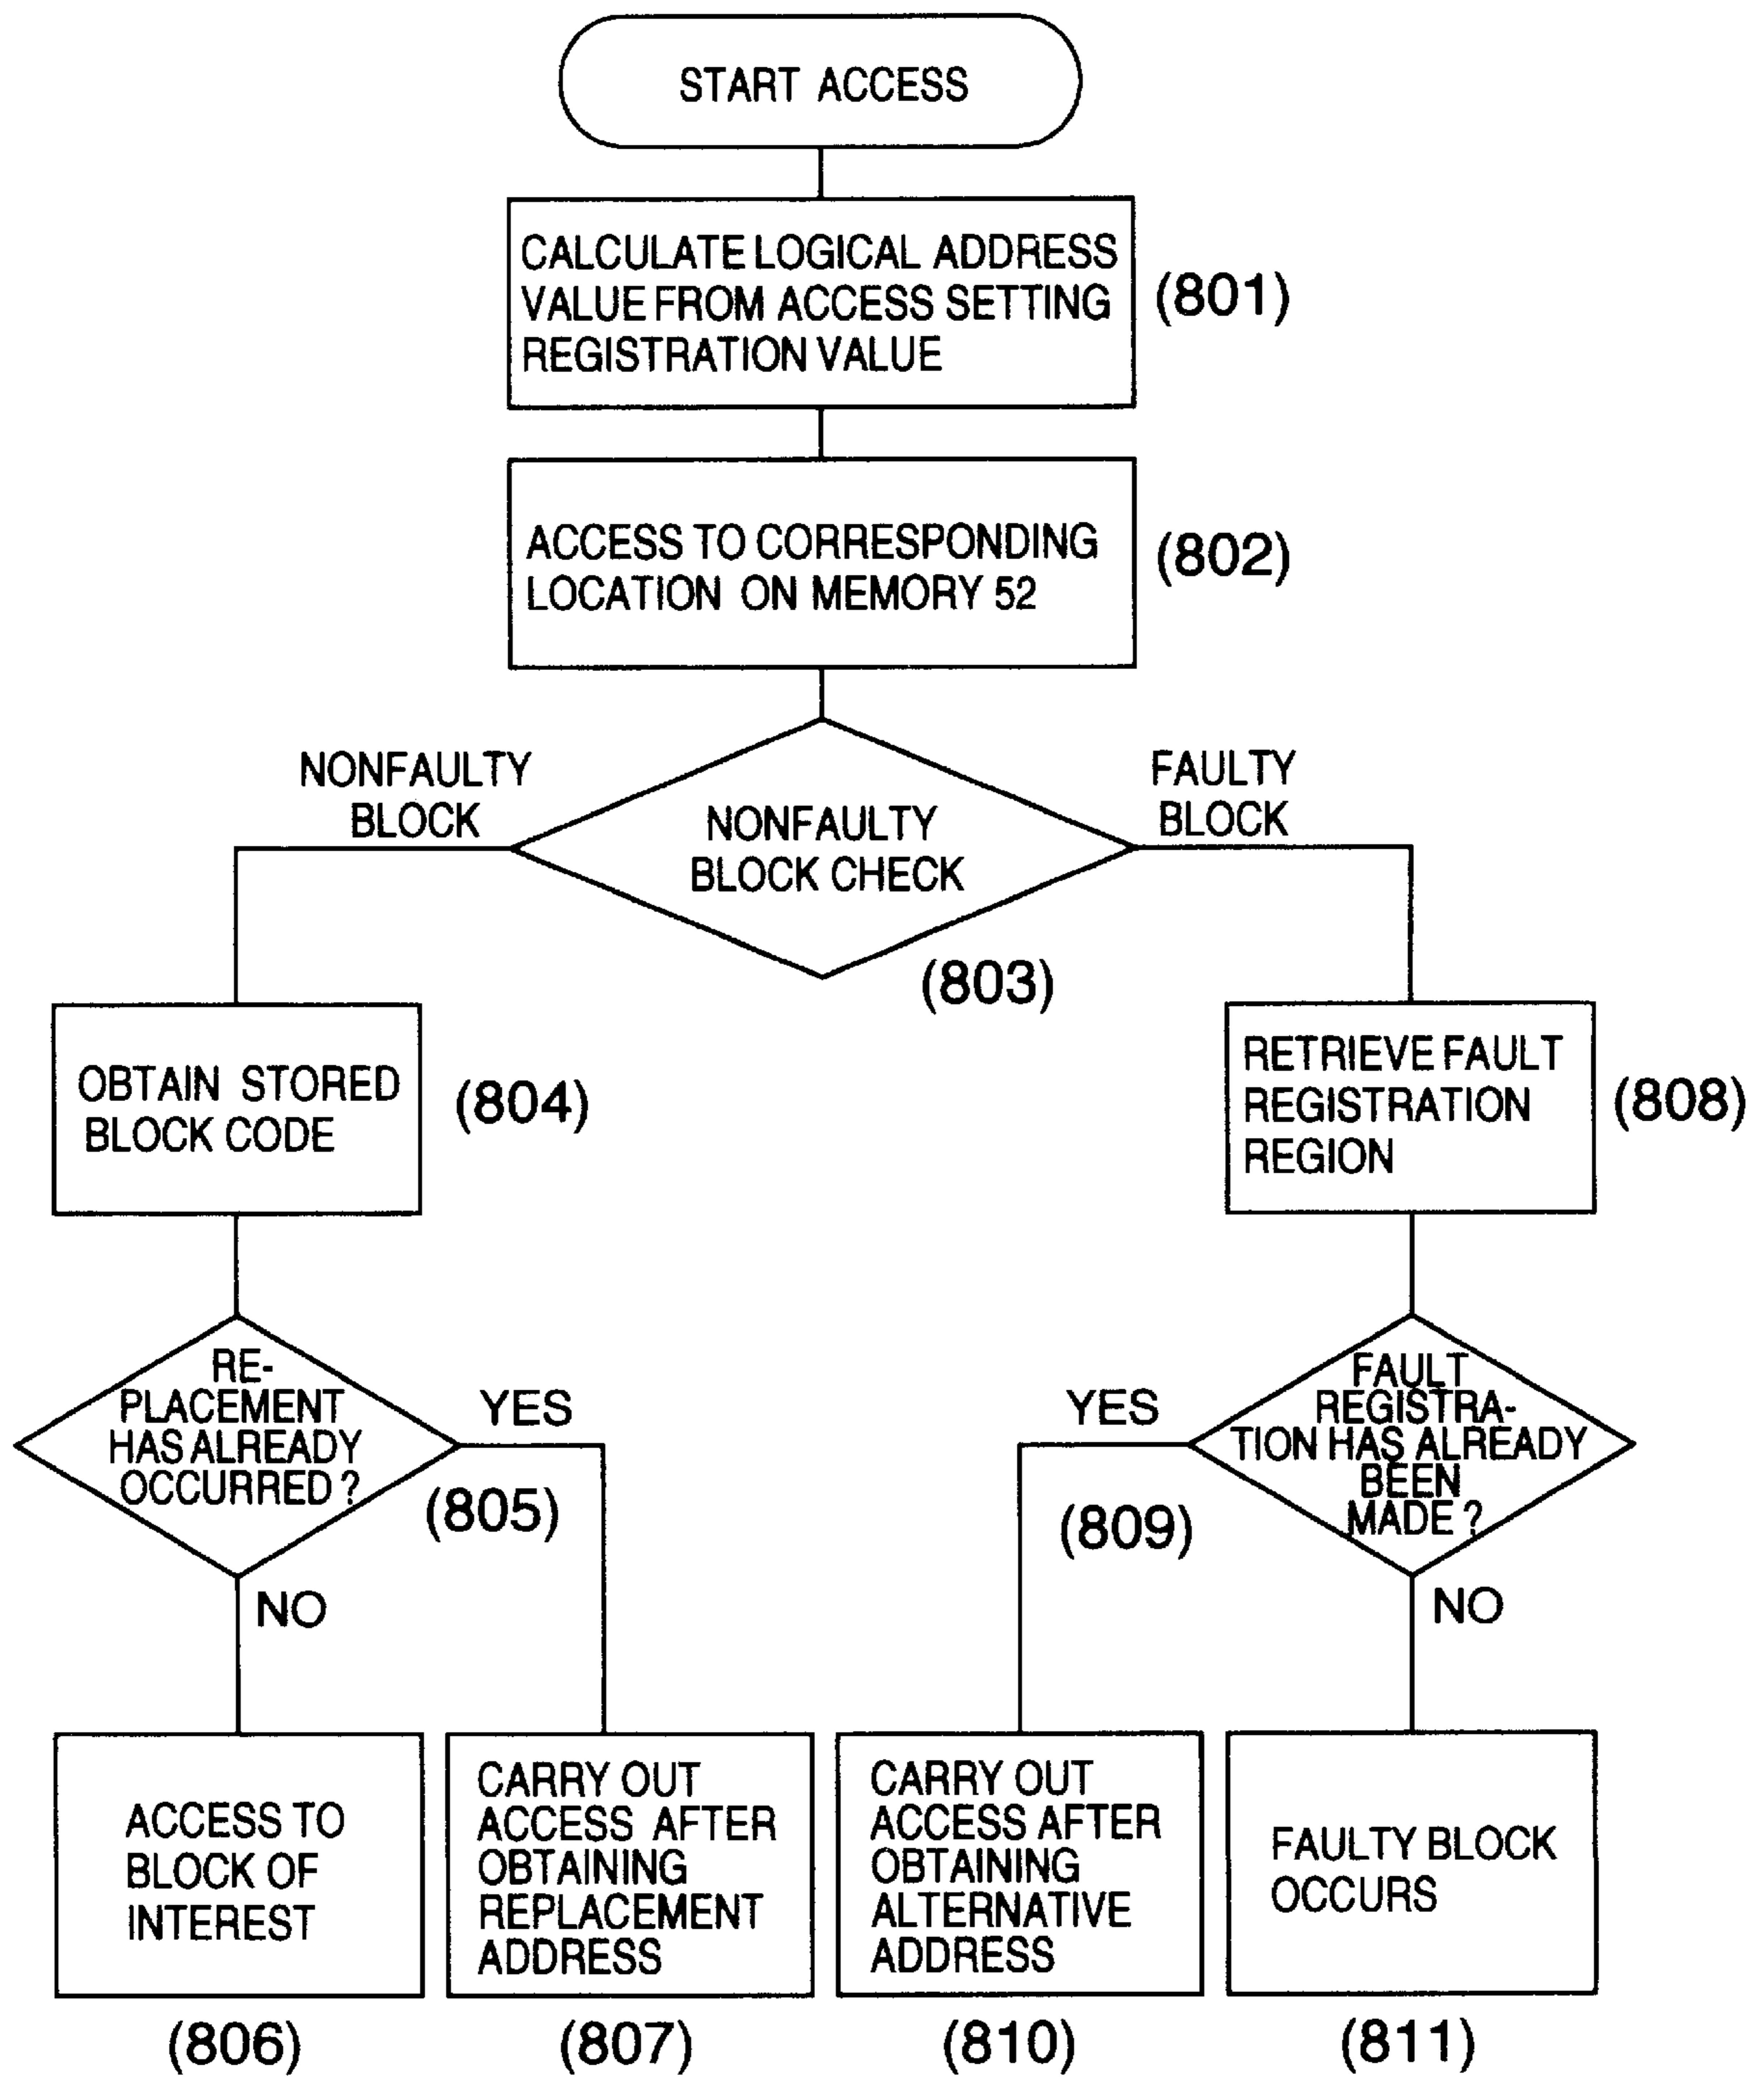 START ACCESS
CALCULATE LOGICAL ADDRESS
VALUE FROM ACCESS SETTING
REGISTRATION VALUE
(801)
ACCESS TO CORRESPONDING
LOCATION ON MEMORY 52
(802)
NONFAULTY
BLOCK
NONFAULTY
BLOCK CHECK
FAULTY
BLOCK
(803)
OBTAIN STORED
BLOCK CODE
(804)
RETRIEVE FAULT
REGISTRATION
REGION
(808)
RE-
PLACEMENT
HAS ALREADY
OCCURRED ?
YES
(805)
NO
YES
(809)
FAULT
REGISTRA-
TION HAS ALREADY
BEEN
MADE ?
NO
ACCESS TO
BLOCK OF
INTEREST
(806)
CARRY OUT
ACCESS AFTER
OBTAINING
REPLACEMENT
ADDRESS
(807)
CARRY OUT
ACCESS AFTER
OBTAINING
ALTERNATIVE
ADDRESS
(810)
FAULTY BLOCK
OCCURS
(811)